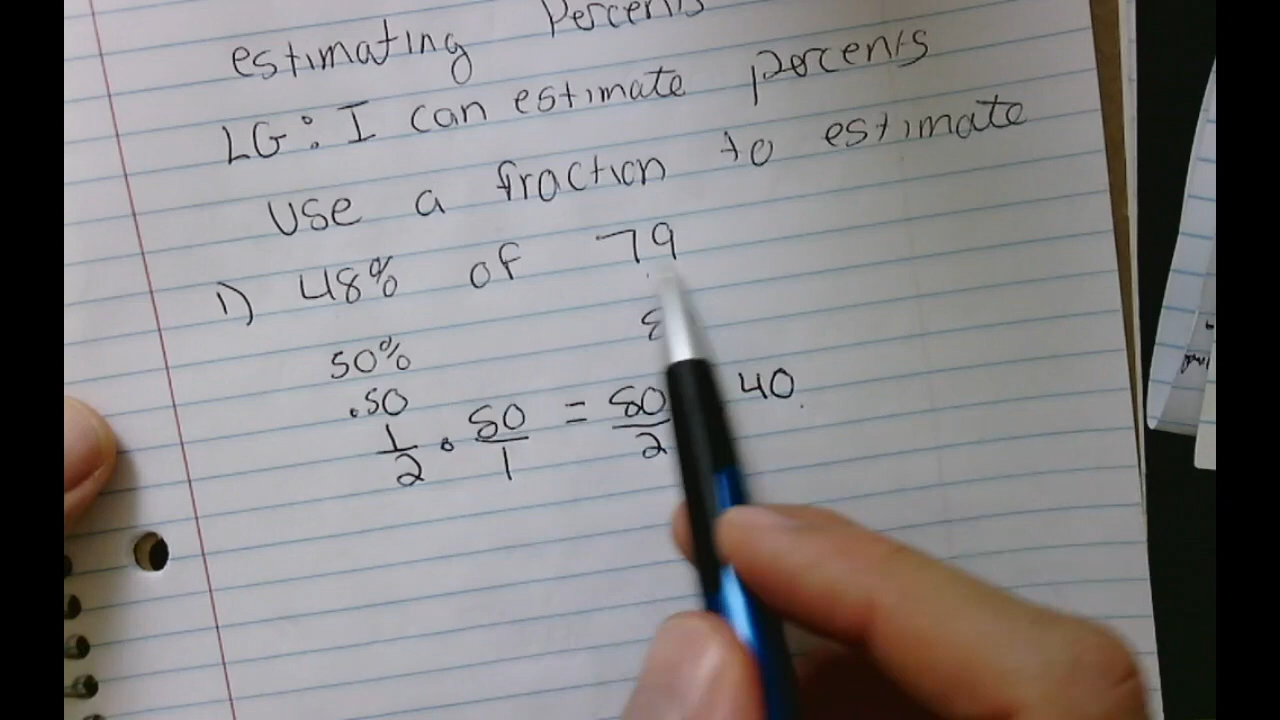 estimating Percents
LG: I can estimate percents
Use a fraction to estimate
1) 48% of 79
50%
.50
1/2 · 80/1 = 80/2 40